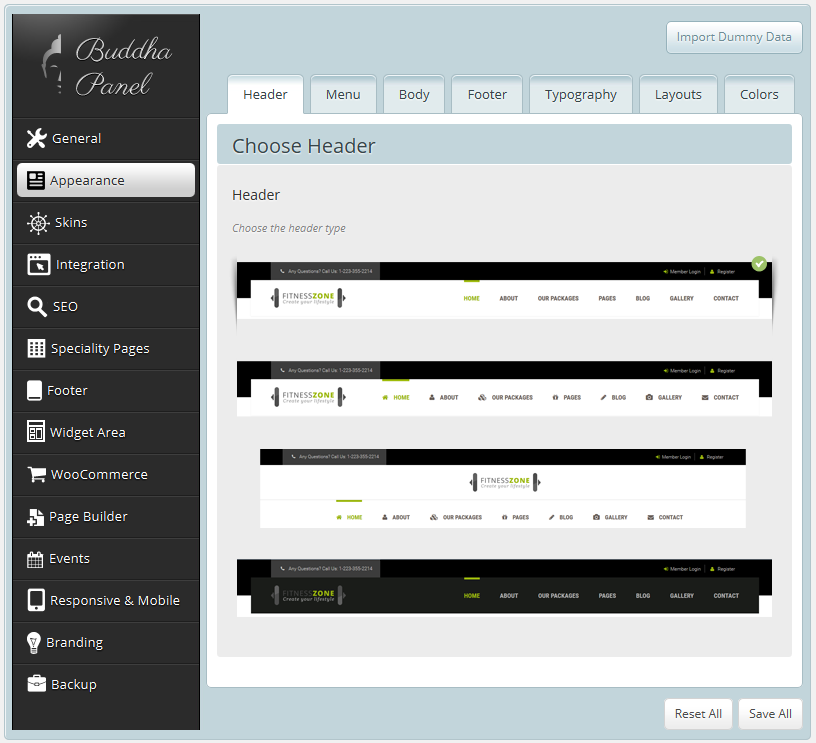 Buddha
Panel
Import Dummy Data
Header Menu Body Footer Typography Layouts Colors
General
Appearance
Skins
Integration
SEO
Speciality Pages
Footer
Widget Area
WooCommerce
Page Builder
Events
Responsive & Mobile
Branding
Backup
Choose Header
Header
Choose the header type
Any Questions? Call Us: 1-223-355-2214 Member Login Register
FITNESSZONE
Create your lifestyle
HOME ABOUT OUR PACKAGES PAGES BLOG GALLERY CONTACT
Any Questions? Call Us: 1-223-355-2214 Member Login Register
FITNESSZONE
Create your lifestyle
HOME ABOUT OUR PACKAGES PAGES BLOG GALLERY CONTACT
Any Questions? Call Us: 1-223-355-2214 Member Login Register
FITNESSZONE
Create your lifestyle
HOME ABOUT OUR PACKAGES PAGES BLOG GALLERY CONTACT
Any Questions? Call Us: 1-223-355-2214 Member Login Register
FITNESSZONE
Create your lifestyle
HOME ABOUT OUR PACKAGES PAGES BLOG GALLERY CONTACT
Reset All Save All